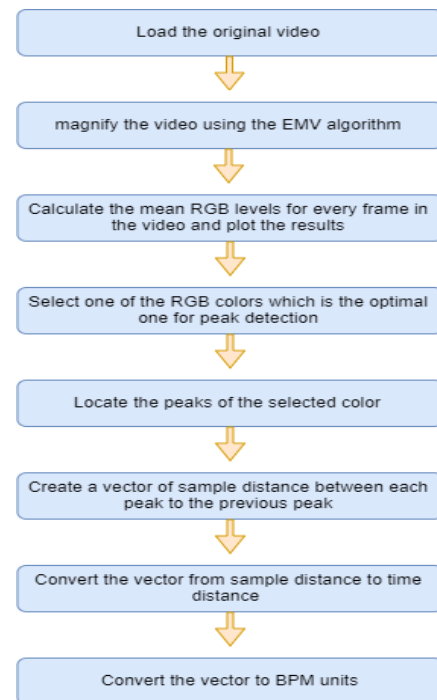 Load the original video
magnify the video using the EMV algorithm
Calculate the mean RGB levels for every frame in
the video and plot the results
Select one of the RGB colors which is the optimal
one for peak detection
Locate the peaks of the selected color
Create a vector of sample distance between each
peak to the previous peak
Convert the vector from sample distance to time
distance
Convert the vector to BPM units